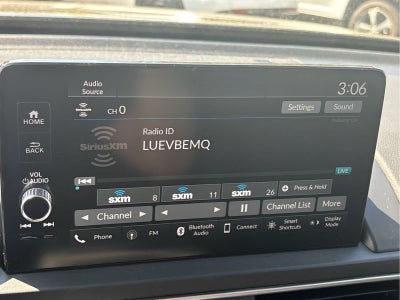 Audio
Source
3:06
SiriusXM
CH 0
Settings
Sound
HOME
Radio ID
SiriusXm
LUEVBEMQ
BACK
LIVE
VOL
AUDIO
sxm 8
sxm 11
sxm 26
Press & Hold
Channel
Channel List
More
Phone
FM
Bluetooth
Audio
Connect
Smart
Shortcuts
Display
Mode